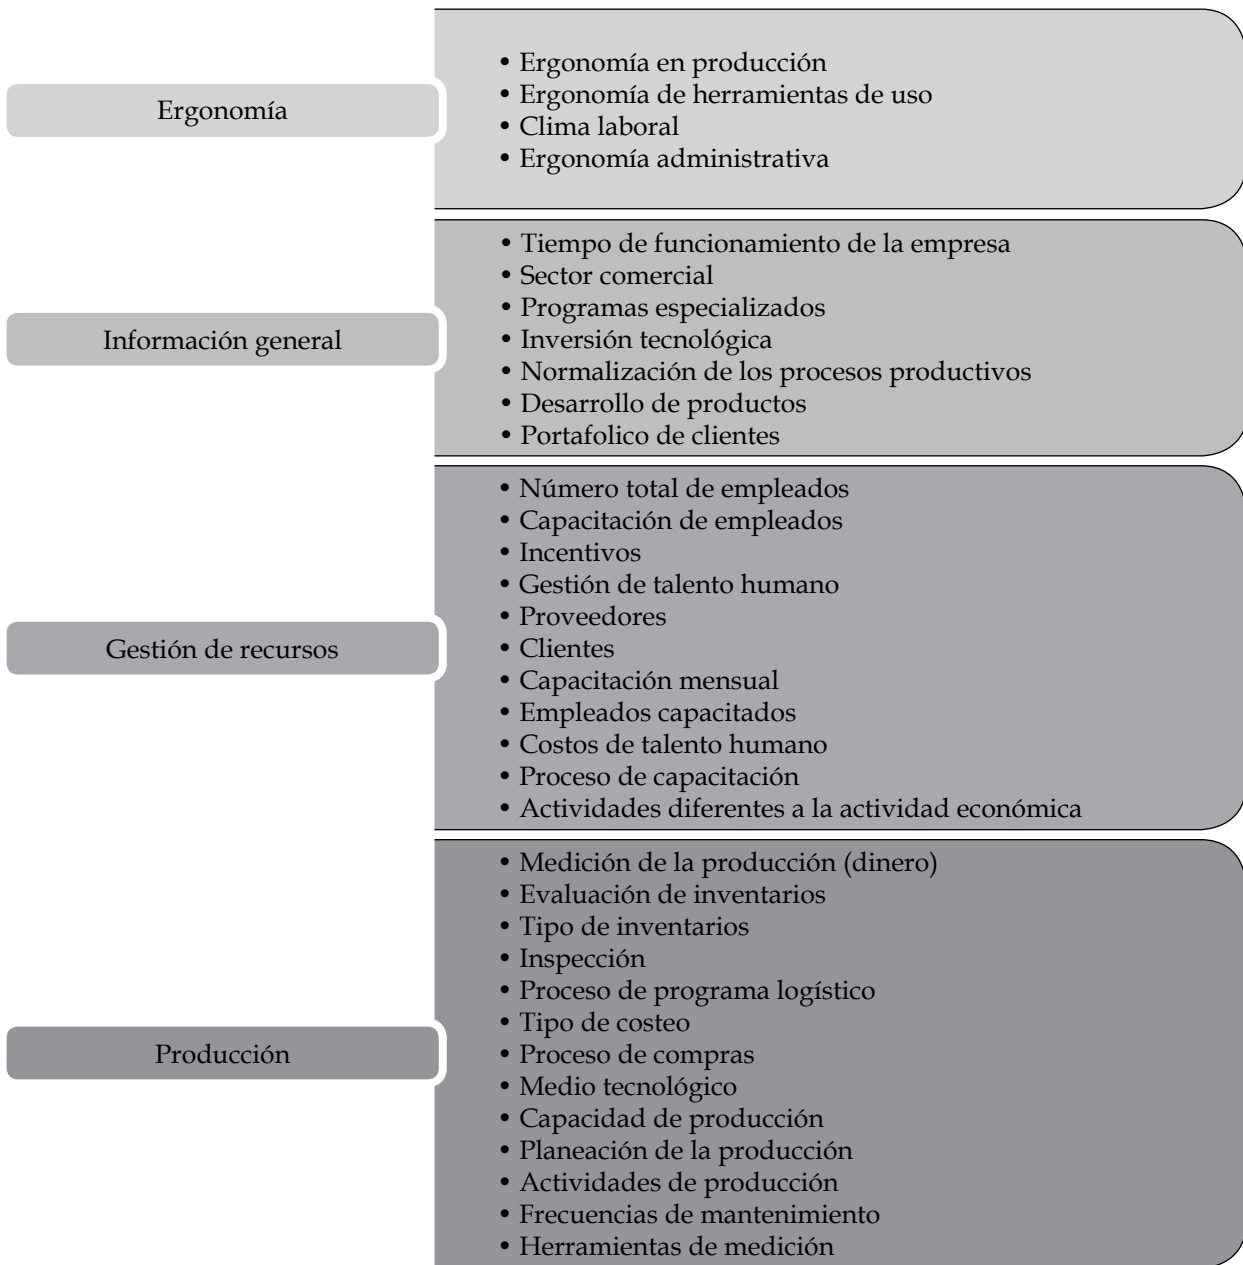 Ergonomía
• Ergonomía en producción
• Ergonomía de herramientas de uso
• Clima laboral
• Ergonomía administrativa
Información general
• Tiempo de funcionamiento de la empresa
• Sector comercial
• Programas especializados
• Inversión tecnológica
• Normalización de los procesos productivos
• Desarrollo de productos
• Portafolico de clientes
Gestión de recursos
• Número total de empleados
• Capacitación de empleados
• Incentivos
• Gestión de talento humano
• Proveedores
• Clientes
• Capacitación mensual
• Empleados capacitados
• Costos de talento humano
• Proceso de capacitación
• Actividades diferentes a la actividad económica
Producción
• Medición de la producción (dinero)
• Evaluación de inventarios
• Tipo de inventarios
• Inspección
• Proceso de programa logístico
• Tipo de costeo
• Proceso de compras
• Medio tecnológico
• Capacidad de producción
• Planeación de la producción
• Actividades de producción
• Frecuencias de mantenimiento
• Herramientas de medición